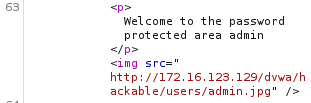 63
<p>
Welcome to the password
protected area admin
</p>
<img src="
http://172.16.123.129/dvwa/h
ackable/users/admin.jpg" />